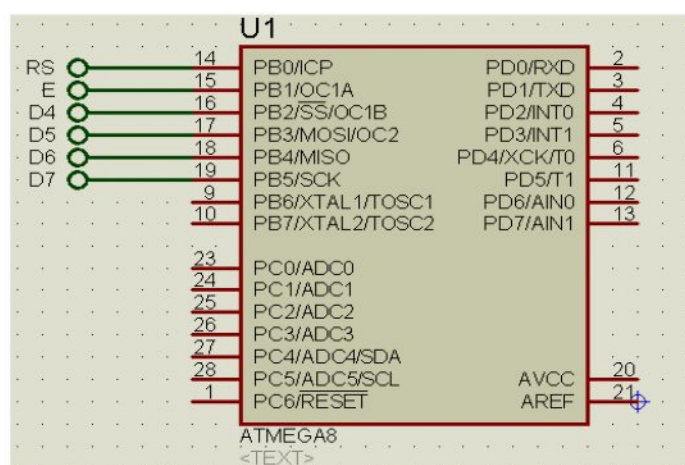 U1
RS 14 PB0/ICP PD0/RXD 2
E 15 PB1/OC1A PD1/TXD 3
D4 16 PB2/SS/OC1B PD2/INT0 4
D5 17 PB3/MOSI/OC2 PD3/INT1 5
D6 18 PB4/MISO PD4/XCK/T0 6
D7 19 PB5/SCK PD5/T1 11
9 PB6/XTAL1/TOSC1 PD6/AIN0 12
10 PB7/XTAL2/TOSC2 PD7/AIN1 13
23 PC0/ADC0
24 PC1/ADC1
25 PC2/ADC2
26 PC3/ADC3
27 PC4/ADC4/SDA
28 PC5/ADC5/SCL AVCC 20
1 PC6/RESET AREF 21
ATMEGA8
<TEXT>